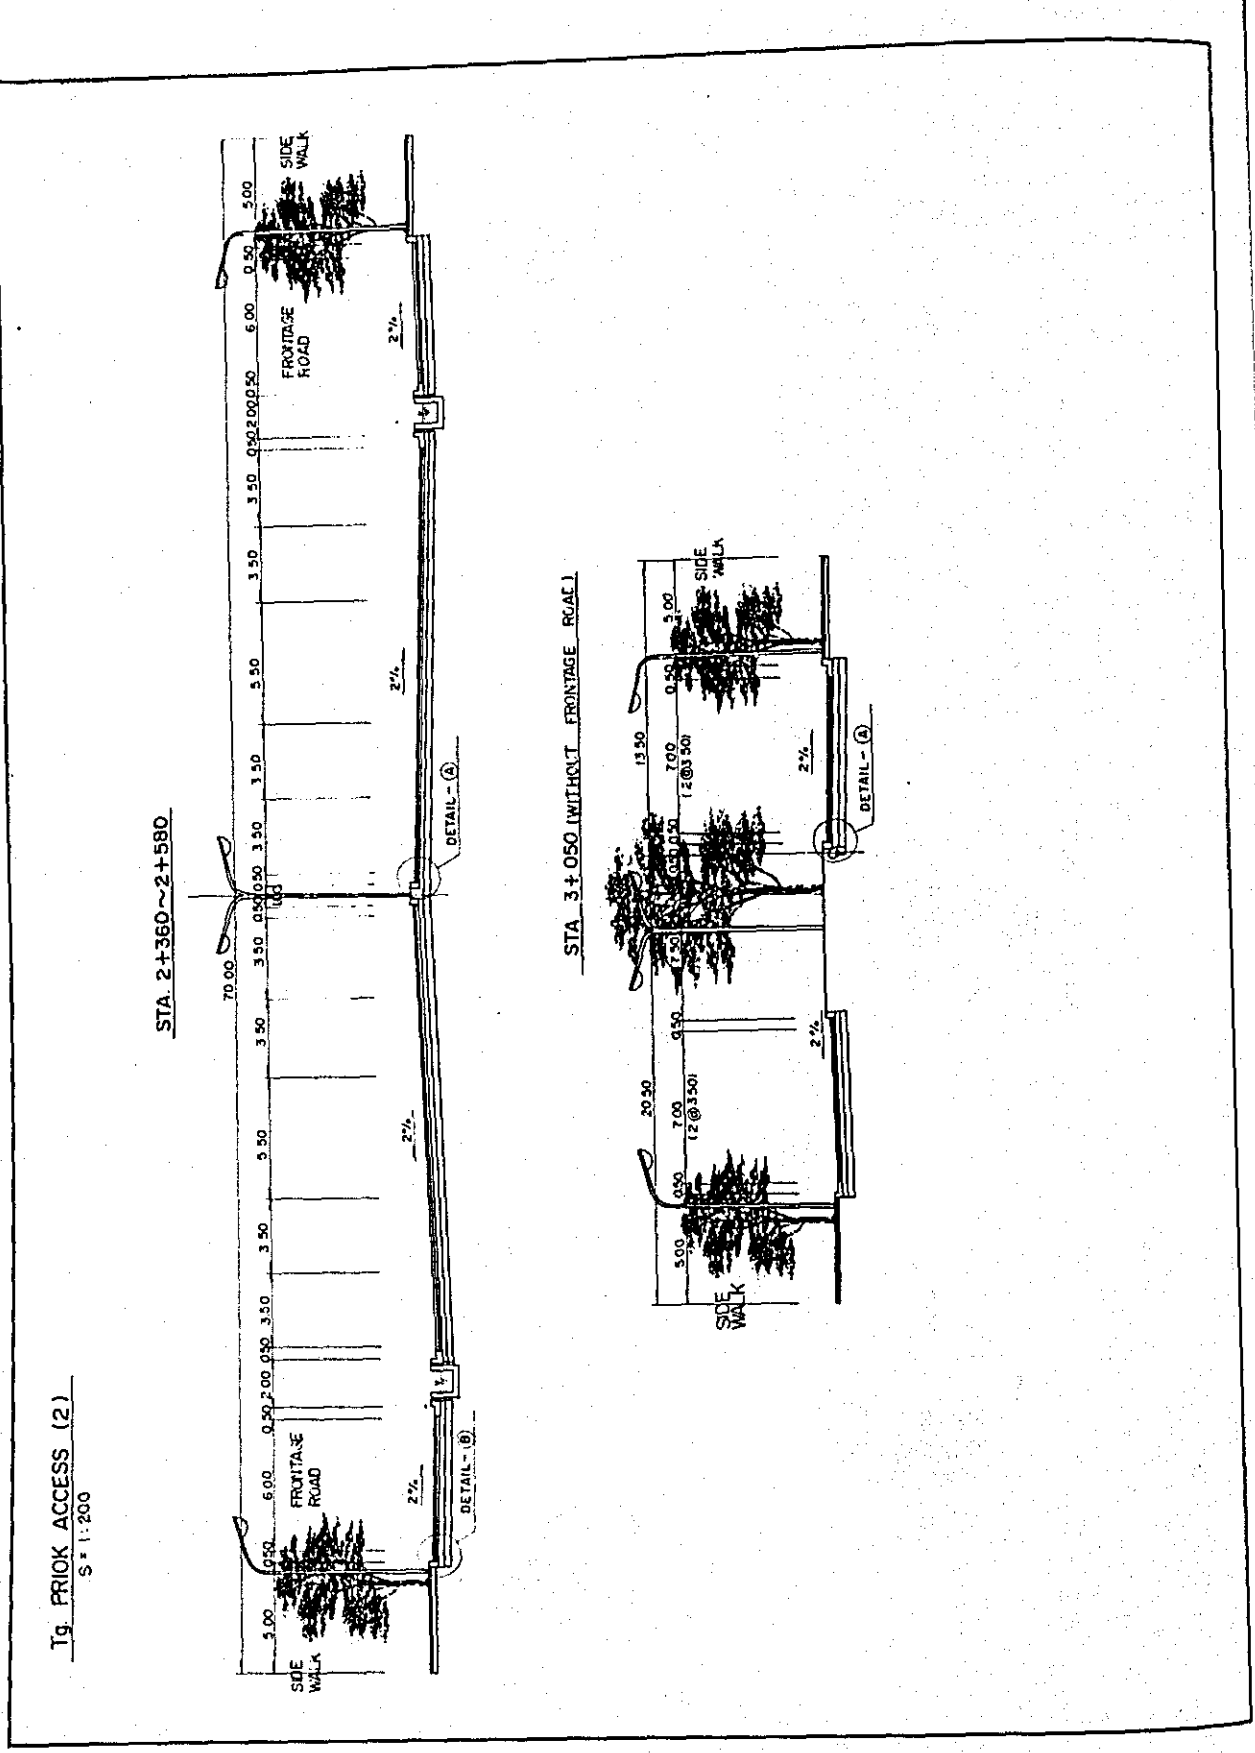 Tg. PRIOK ACCESS (2)
S = 1:200
STA. 2+360~2+580
70.00
5.00 0.50 6.00 0.50 2.00 0.50 3.50 3.50 5.50 3.50 3.50 0.50 0.50 3.50 3.50 5.50 3.50 3.50 0.50 2.00 0.50 6.00 0.50 5.00
SIDE
WALK
FRONTAGE
ROAD
FRONTAGE
ROAD
SIDE
WALK
2%
2%
2%
2%
DETAIL-(B)
DETAIL-(A)
STA 3+050 (WITHOUT FRONTAGE ROAD)
20.50 13.50
5.00 0.50 7.00 0.50 7.50 0.50 0.50 7.00 0.50 5.00
(2@3.50) (2@3.50)
SIDE
WALK
SIDE
WALK
2%
2%
DETAIL-(A)